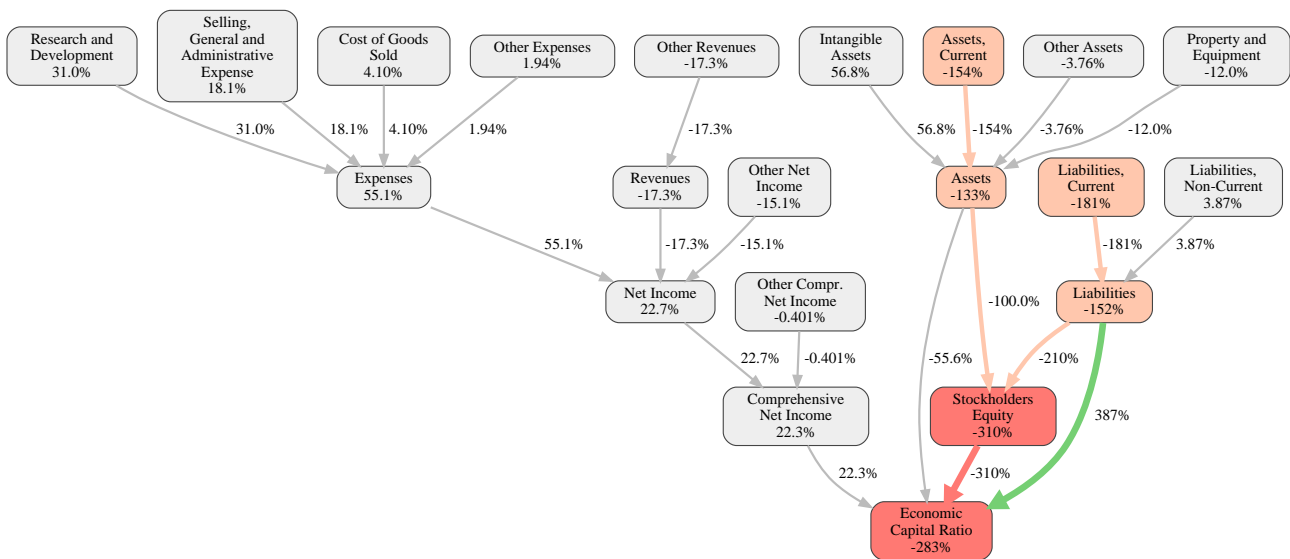 Research and
Development
31.0%
Selling,
General and
Administrative
Expense
18.1%
Cost of Goods
Sold
4.10%
Other Expenses
1.94%
Other Revenues
-17.3%
Intangible
Assets
56.8%
Assets,
Current
-154%
Other Assets
-3.76%
Property and
Equipment
-12.0%
31.0%
18.1%
4.10%
1.94%
-17.3%
56.8%
-154%
-3.76%
-12.0%
Expenses
55.1%
Revenues
-17.3%
Other Net
Income
-15.1%
Assets
-133%
Liabilities,
Current
-181%
Liabilities,
Non-Current
3.87%
55.1%
-17.3%
-15.1%
-181%
3.87%
Net Income
22.7%
Other Compr.
Net Income
-0.401%
-100.0%
Liabilities
-152%
22.7%
-0.401%
-55.6%
-210%
Comprehensive
Net Income
22.3%
Stockholders
Equity
-310%
387%
22.3%
-310%
Economic
Capital Ratio
-283%